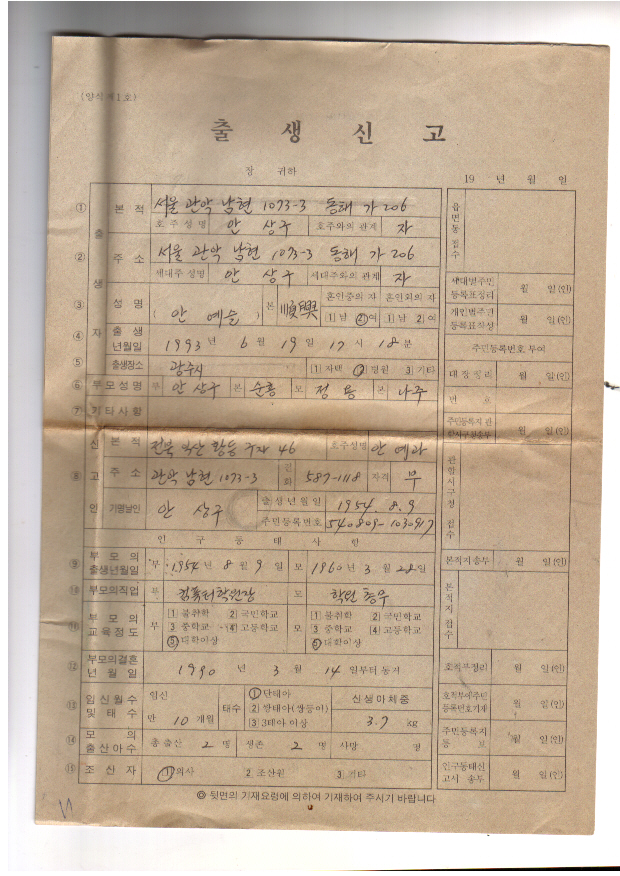 (양식 제1호)
출 생 신 고
장 귀하
19 년 월 일
① 본 적 서울 관악 남현 1073-3 동해 가 206
호 주 성 명 안 상구 호주와의 관계 자
② 주 소 서울 관악 남현 1073-3 동해 가 206
세대주 성명 안 상구 세대주와의 관계 자
출 생 자
③ 성 명 (안 예슬) 본 順興 혼인중의 자 혼인외의 자
1 남 ② 여 1 남 2 여
④ 출 생 년월일 1993 년 6 월 19 일 17 시 18 분
⑤ 출생장소 광주시 1 자택 ② 병원 3 기타
⑥ 부모성명 부 안 상구 본 순흥 모 정 본 나주
⑦ 기타사항
신 고 인
⑧ 본 적 전북 익산 황등 46 호주성명 안
주 소 관악 남현 1073-3 전화 587-1118 자격 부
기명날인 안 상구 출생년월일 1954. 8. 9
주민등록번호 540809-1030917
인 구 동 태 사 항
⑨ 부 모 의 출생년월일 부 1954 년 8 월 9 일 모 1960 년 3 월 28 일
⑩ 부모의직업 부 컴퓨터학원장 모 학원 총무
⑪ 부 모 의 교 육 정 도 부 1 불취학 2 국민학교 모 1 불취학 2 국민학교
3 중학교 4 고등학교 3 중학교 4 고등학교
⑤ 대학이상 ⑤ 대학이상
⑫ 부모의결혼 년 월 일 1990 년 3 월 14 일부터 동거
⑬ 임 신 월 수 및 태 수 임신 만 10 개월 태수 ① 단태아 신 생 아 체 중
2 쌍태아(쌍둥이) 3.7 KG
3 3태아 이상
⑭ 모 의 출 산 아 수 총 출산 2 명 생존 2 명 사망 명
⑮ 조 산 자 ① 의사 2 조산원 3 기타
◎ 뒷면의 기재요령에 의하여 기재하여 주시기 바랍니다
읍 면 동 접 수
세대별주민 등록표정리 월 일(인)
개인별주민 등록표작성 월 일(인)
주민등록번호 부여
대 장 정 리 월 일(인)
번 호
주민등록지 관 할시구청송부 월 일(인)
관 할 시 구 청 접 수
본적지송부 월 일(인)
본 적 지 접 수
호적부정리 월 일(인)
호적부에주민 등록번호기재 월 일(인)
주민등록지 통 보 월 일(인)
인구동태신 고서 송부 월 일(인)